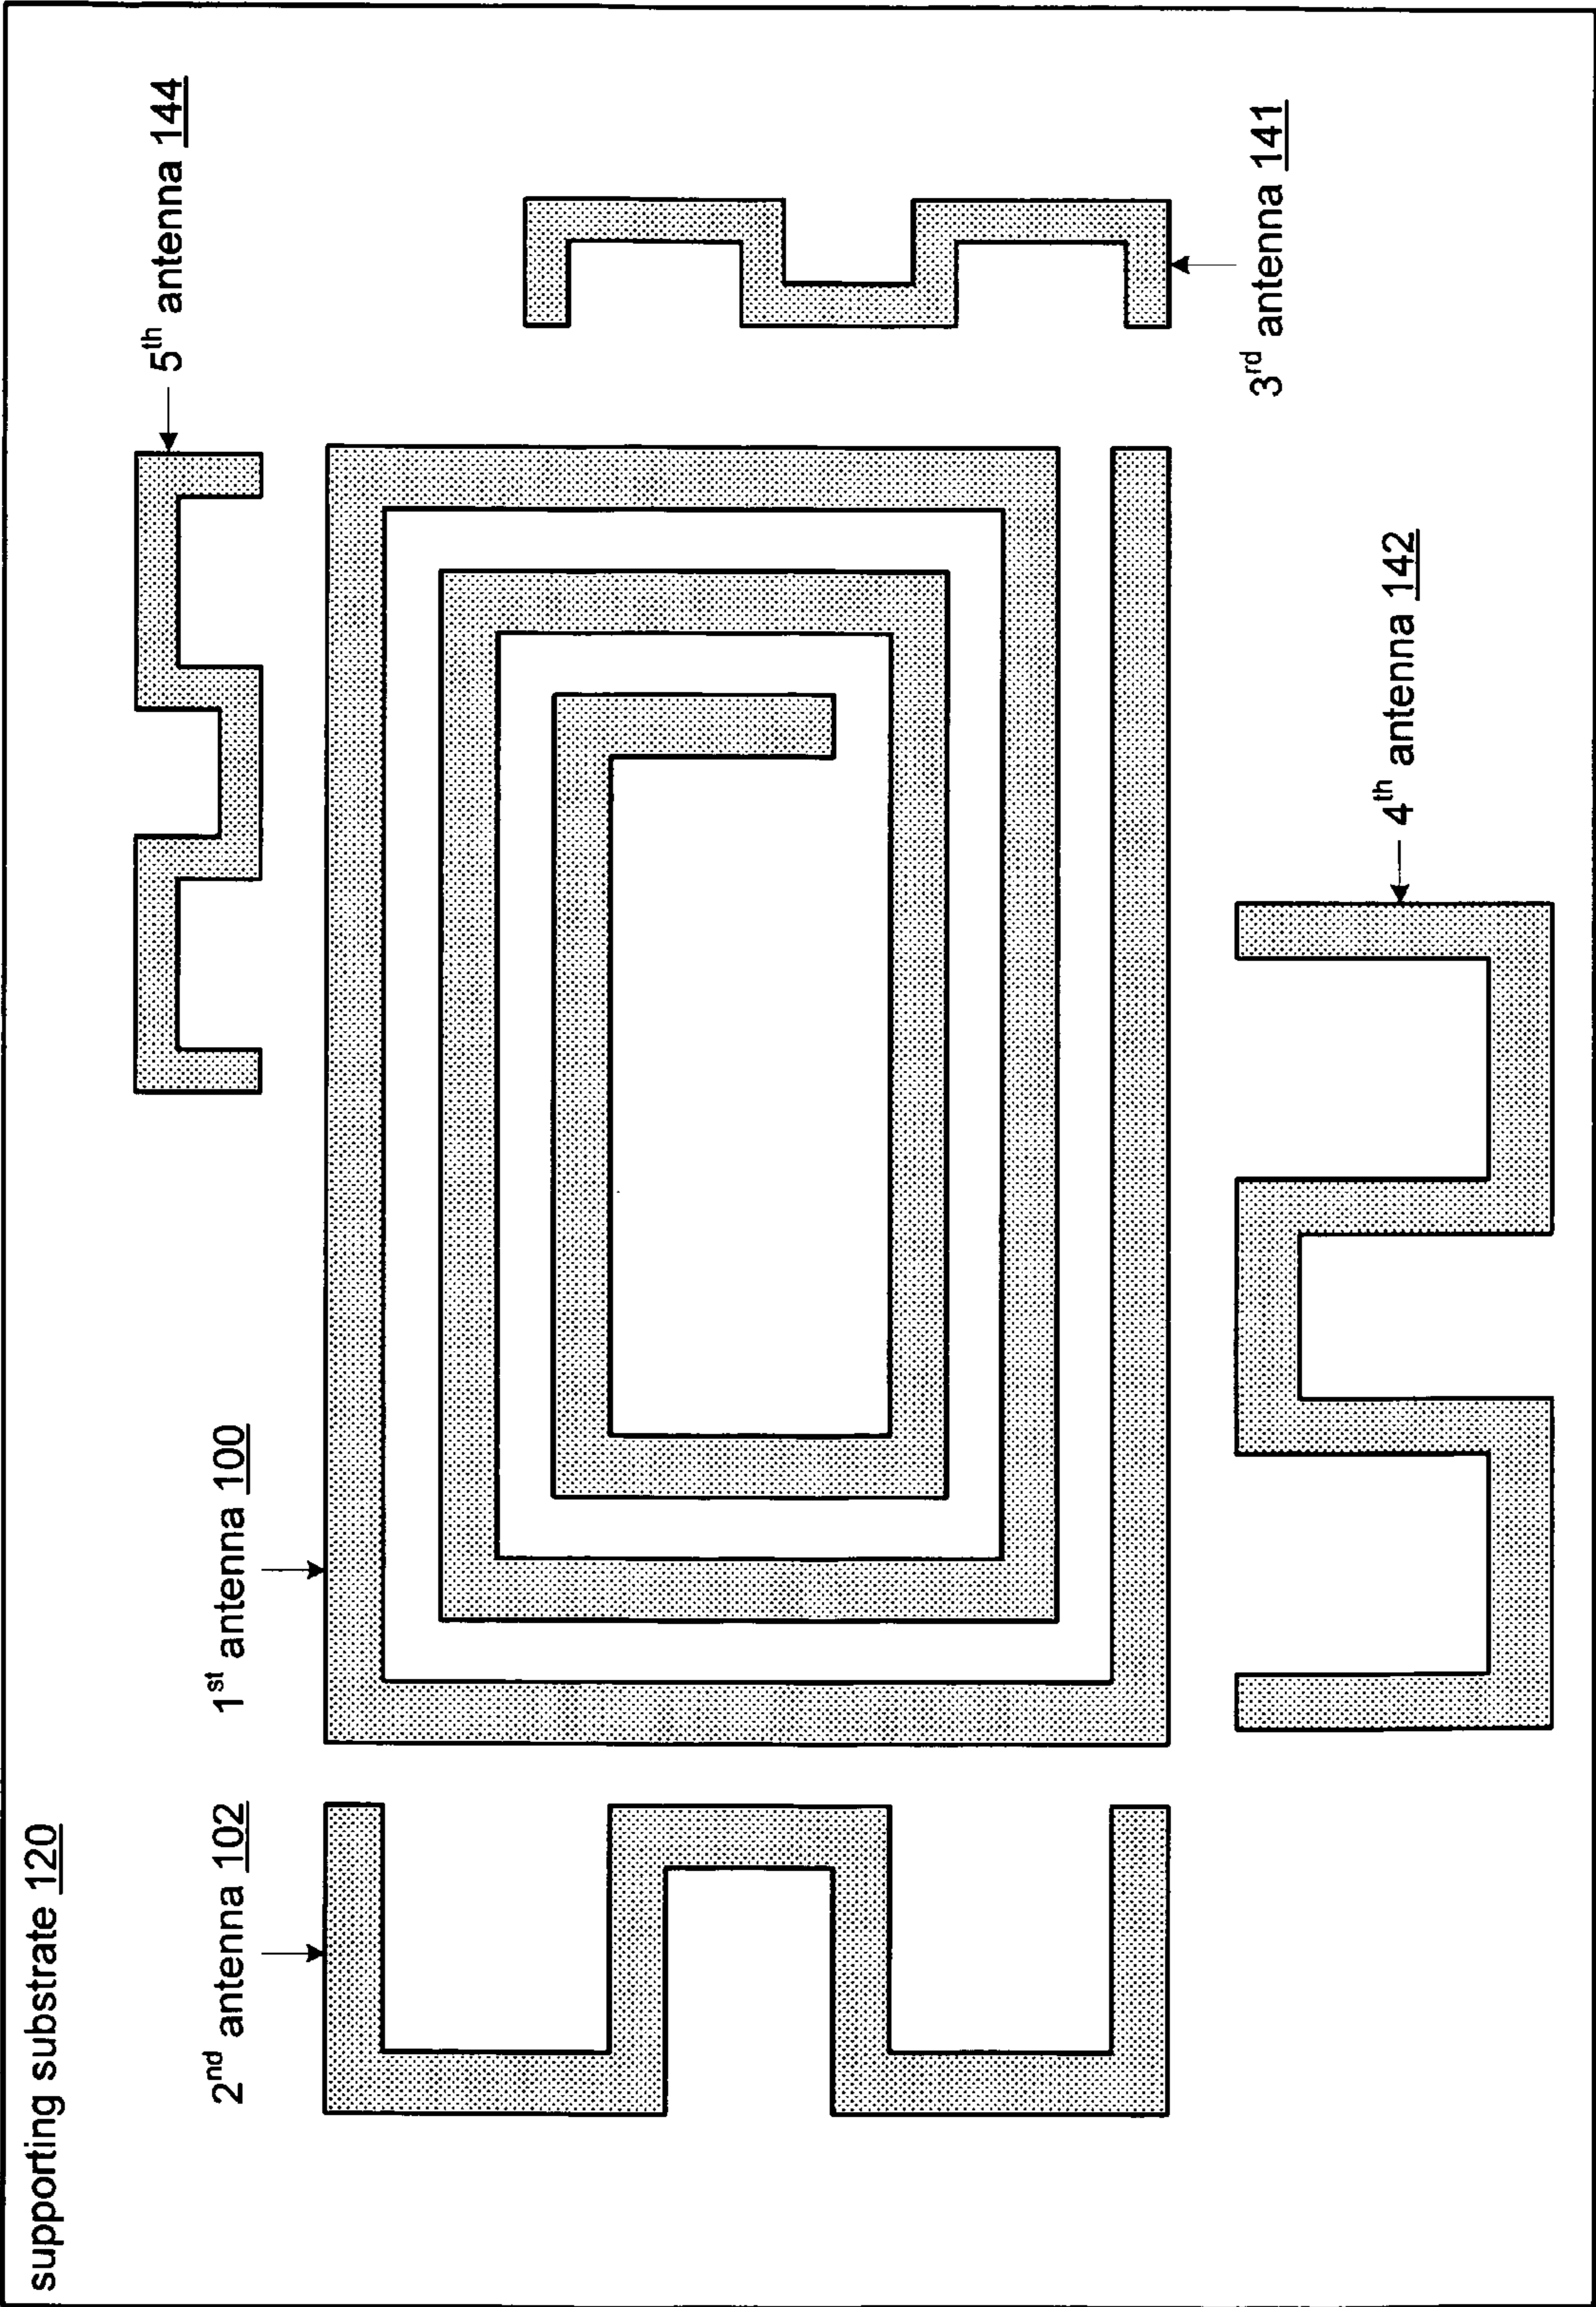 supporting substrate 120
2nd antenna 102
1st antenna 100
5th antenna 144
4th antenna 142
3rd antenna 141